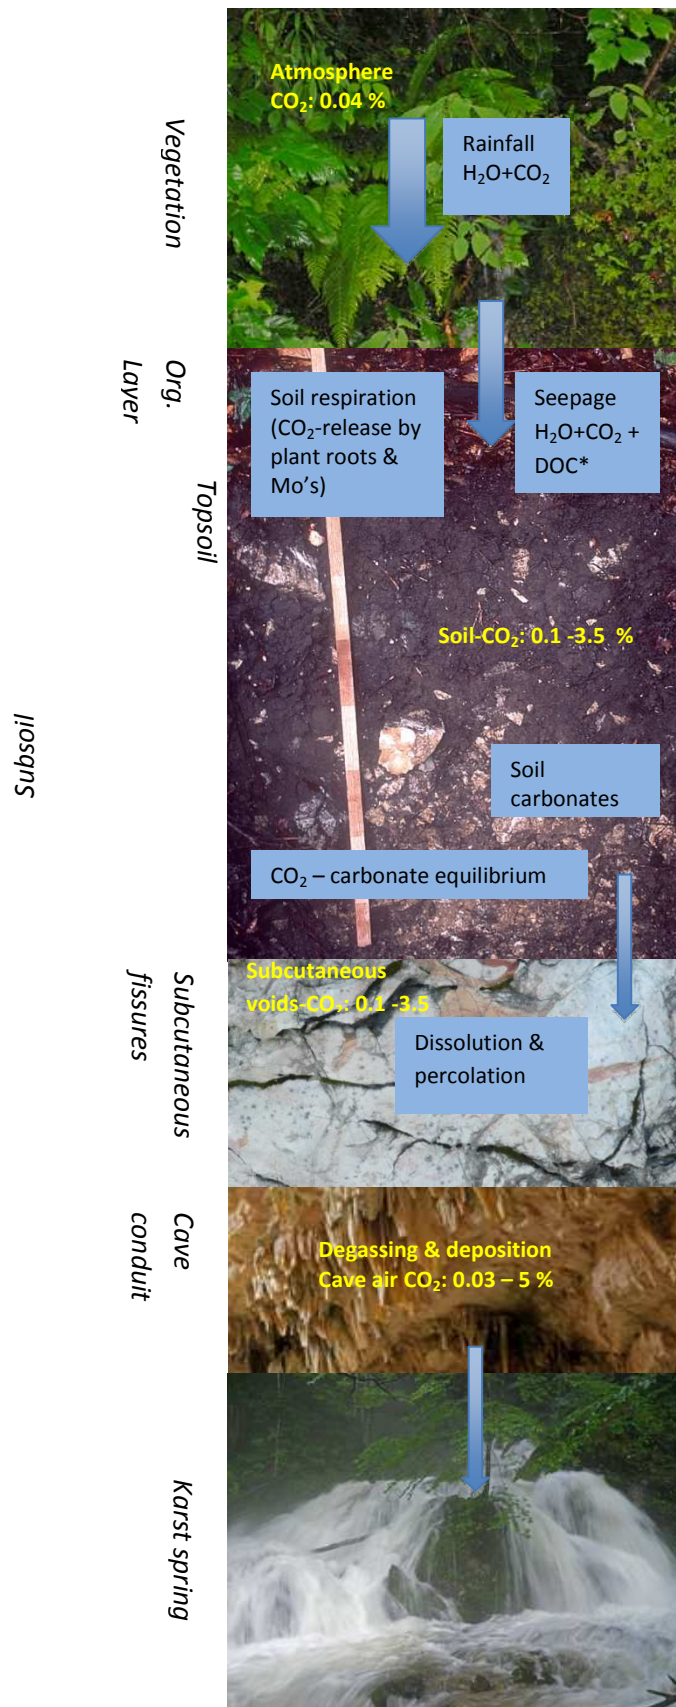 Atmosphere
CO₂: 0.04 %
Vegetation
Rainfall
H₂O+CO₂
Org.
Layer
Soil respiration
(CO₂-release by
plant roots &
Mo's)
Seepage
H₂O+CO₂ +
DOC*
Topsoil
Soil-CO₂: 0.1 -3.5 %
Subsoil
Soil
carbonates
CO₂ – carbonate equilibrium
Subcutaneous
fissures
Subcutaneous
voids-CO₂: 0.1 -3.5
Dissolution &
percolation
Cave
conduit
Degassing & deposition
Cave air CO₂: 0.03 – 5 %
Karst spring